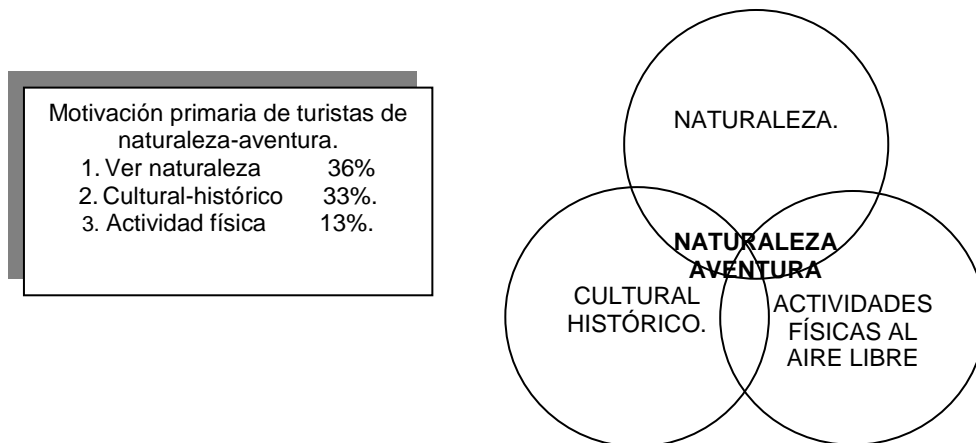 Motivación primaria de turistas de
naturaleza-aventura.
1. Ver naturaleza 36%
2. Cultural-histórico 33%.
3. Actividad física 13%.
NATURALEZA.
NATURALEZA
AVENTURA
CULTURAL
HISTÓRICO.
ACTIVIDADES
FÍSICAS AL
AIRE LIBRE